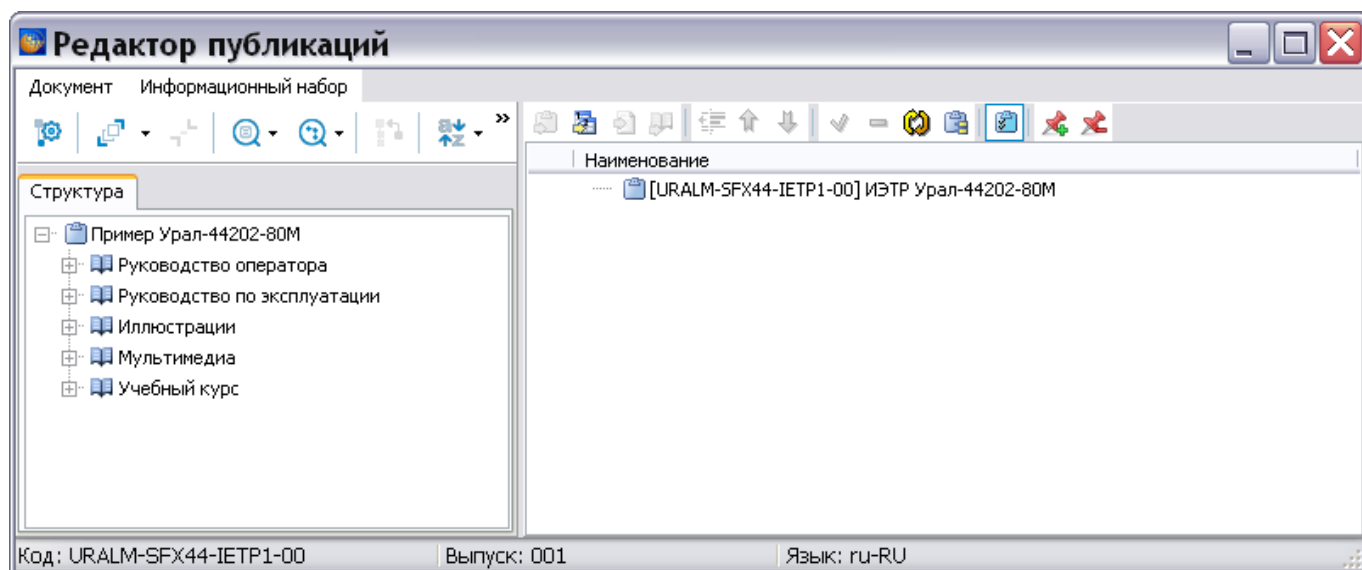 Редактор публикаций
Документ Информационный набор
»
Структура
Пример Урал-44202-80М
Руководство оператора
Руководство по эксплуатации
Иллюстрации
Мультимедиа
Учебный курс
Наименование
[URALM-SFX44-IETP1-00] ИЭТР Урал-44202-80М
Код: URALM-SFX44-IETP1-00 Выпуск: 001 Язык: ru-RU